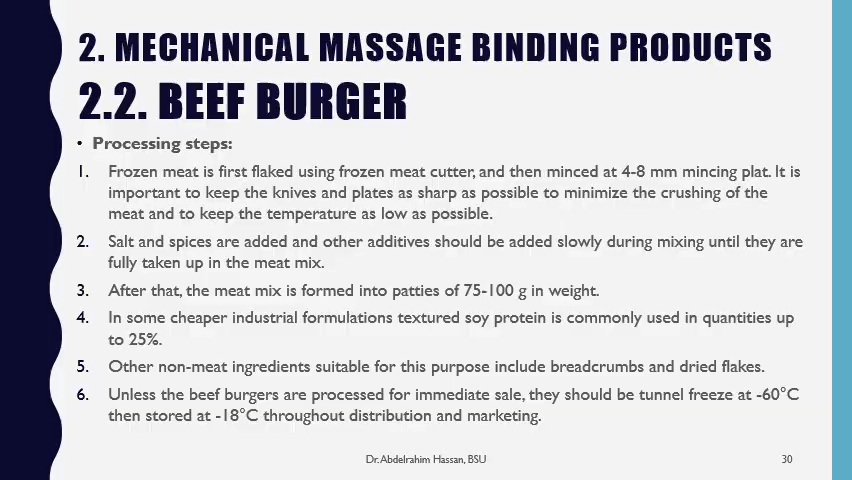 2. MECHANICAL MASSAGE BINDING PRODUCTS
2.2. BEEF BURGER
• Processing steps:
1. Frozen meat is first flaked using frozen meat cutter, and then minced at 4-8 mm mincing plat. It is
important to keep the knives and plates as sharp as possible to minimize the crushing of the
meat and to keep the temperature as low as possible.
2. Salt and spices are added and other additives should be added slowly during mixing until they are
fully taken up in the meat mix.
3. After that, the meat mix is formed into patties of 75-100 g in weight.
4. In some cheaper industrial formulations textured soy protein is commonly used in quantities up
to 25%.
5. Other non-meat ingredients suitable for this purpose include breadcrumbs and dried flakes.
6. Unless the beef burgers are processed for immediate sale, they should be tunnel freeze at -60°C
then stored at -18°C throughout distribution and marketing.
Dr. Abdelrahim Hassan, BSU
30